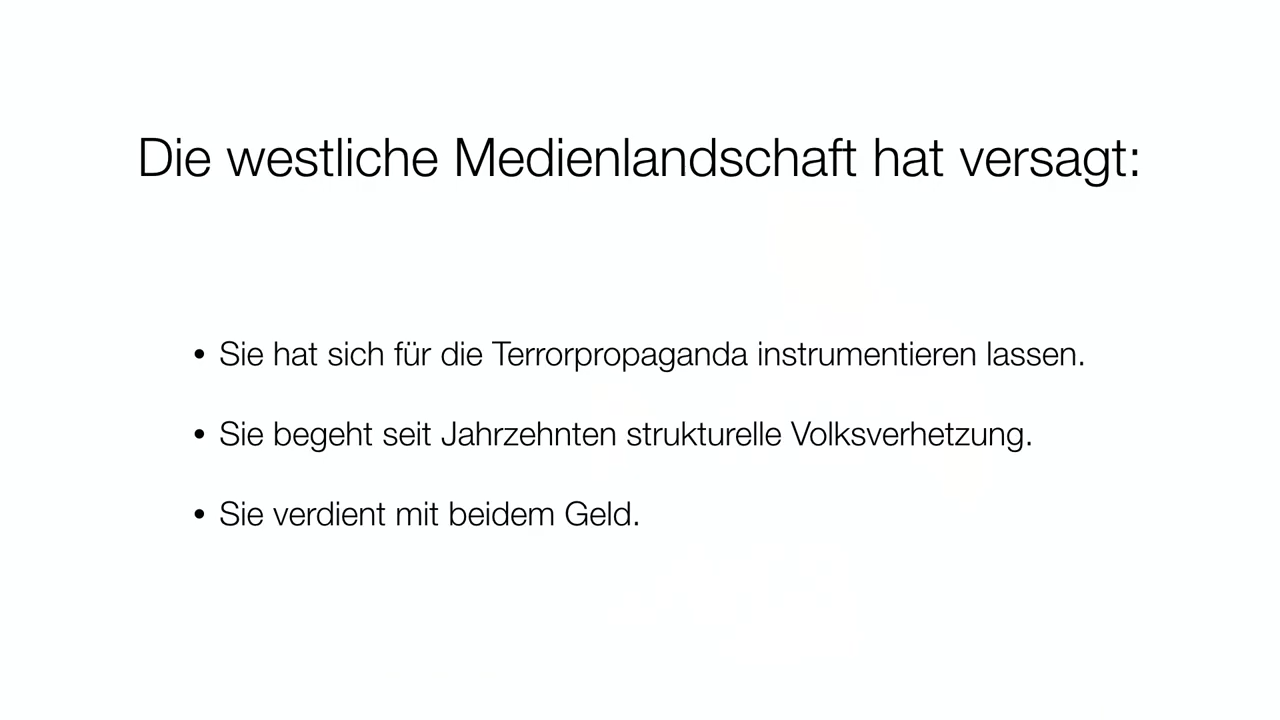 Die westliche Medienlandschaft hat versagt:
• Sie hat sich für die Terrorpropaganda instrumentieren lassen.
• Sie begeht seit Jahrzehnten strukturelle Volksverhetzung.
• Sie verdient mit beidem Geld.